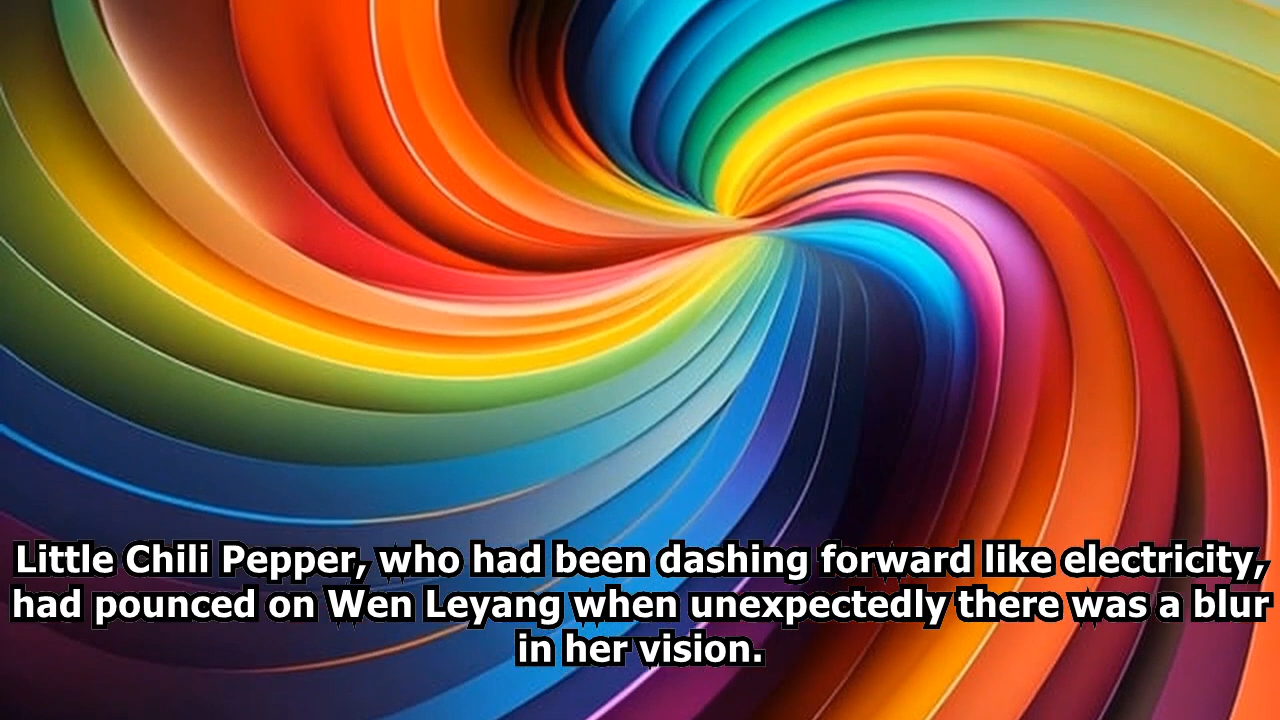 Little Chili Pepper, who had been dashing forward like electricity,
had pounced on Wen Leyang when unexpectedly there was a blur
in her vision.